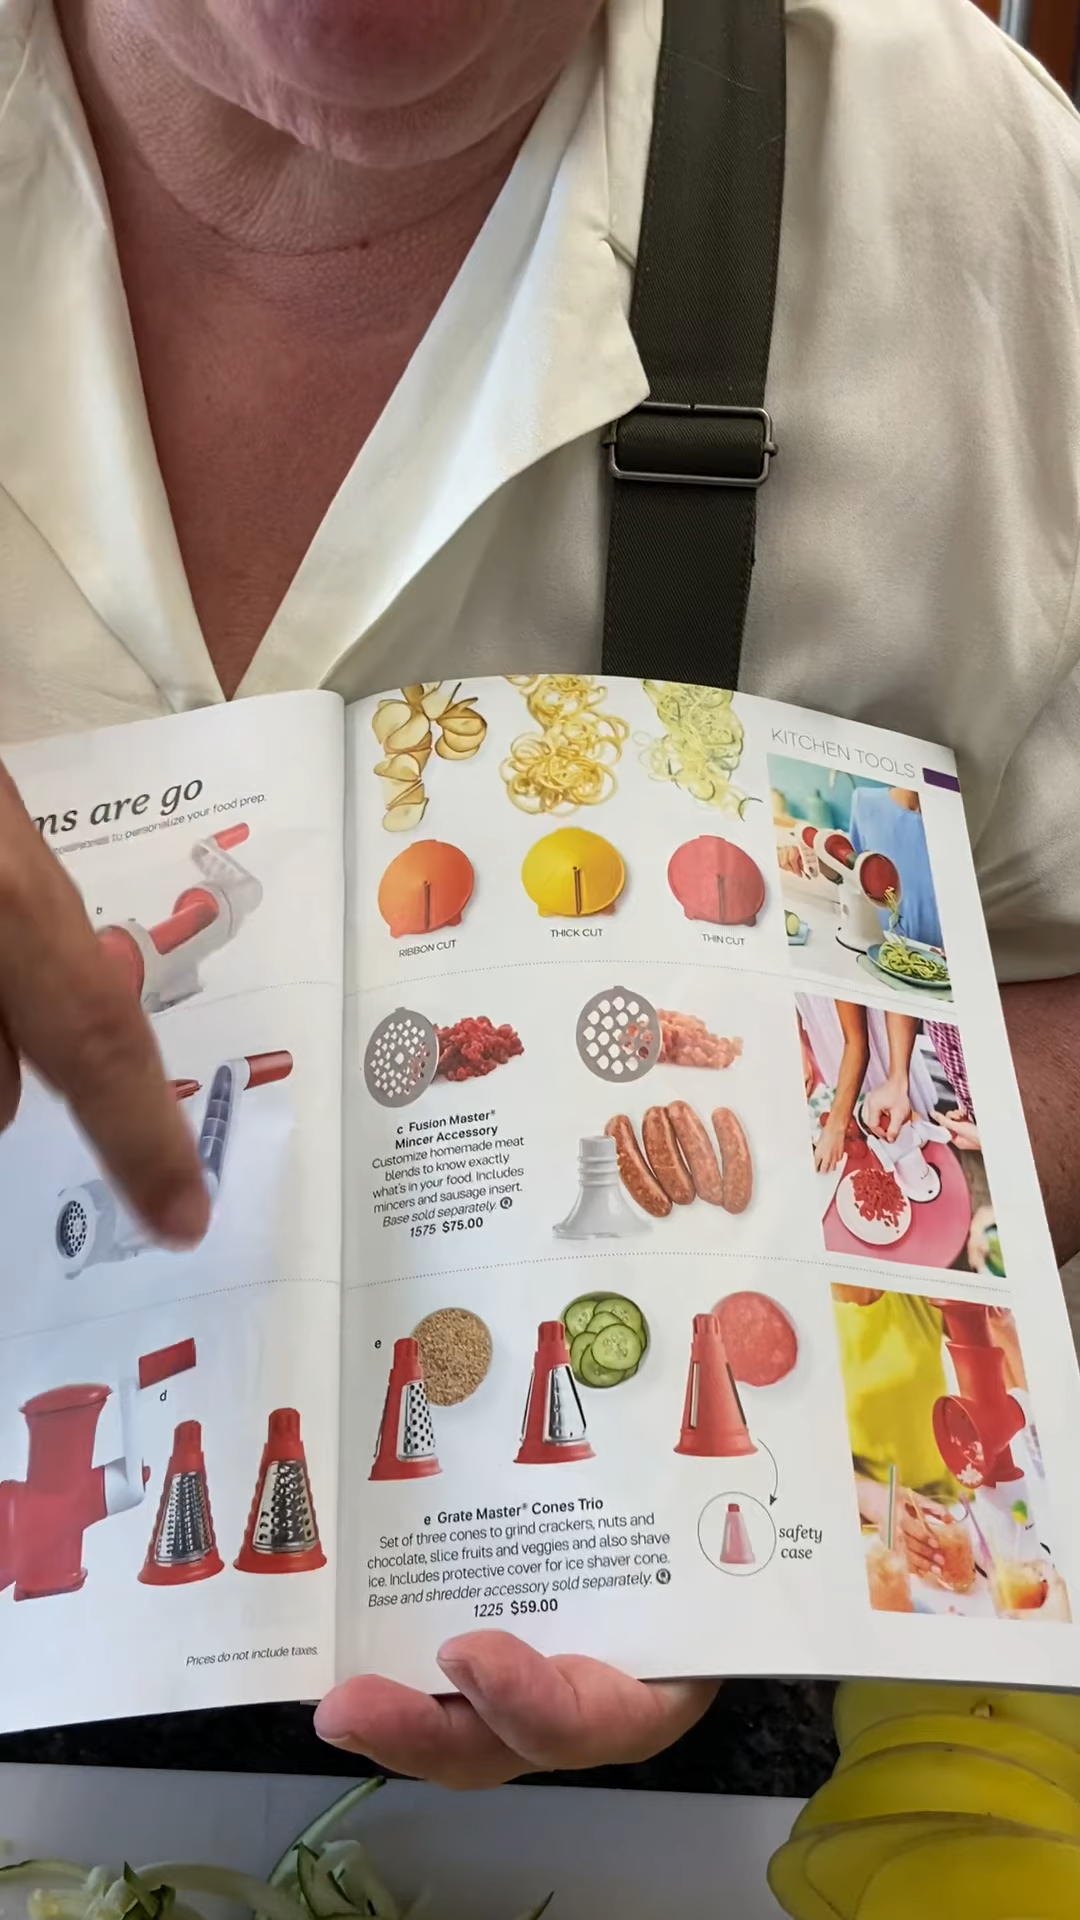 ms are go
to personalize your food prep.
b
d
Prices do not include taxes.
KITCHEN TOOLS
RIBBON CUT
THICK CUT
THIN CUT
c Fusion Master®
Mincer Accessory
Customize homemade meat
blends to know exactly
what's in your food. Includes
mincers and sausage insert.
Base sold separately.
1575 $75.00
e
e Grate Master® Cones Trio
Set of three cones to grind crackers, nuts and
chocolate, slice fruits and veggies and also shave
ice. Includes protective cover for ice shaver cone.
Base and shredder accessory sold separately.
1225 $59.00
safety
case